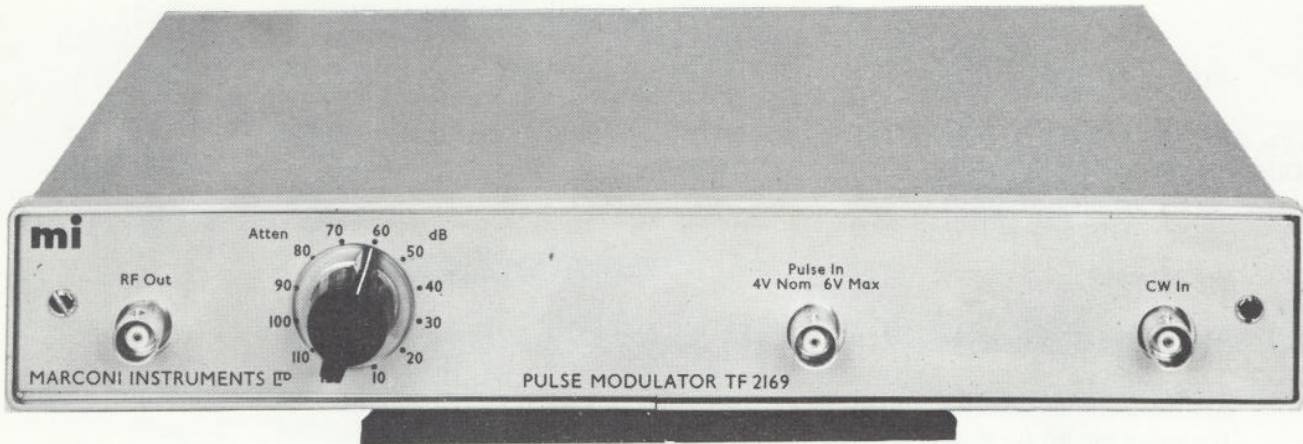 mi
RF Out
Atten
dB
70
60
80
50
90
40
100
30
110
20
10
Pulse In
4V Nom 6V Max
CW In
MARCONI INSTRUMENTS LTD
PULSE MODULATOR TF 2169